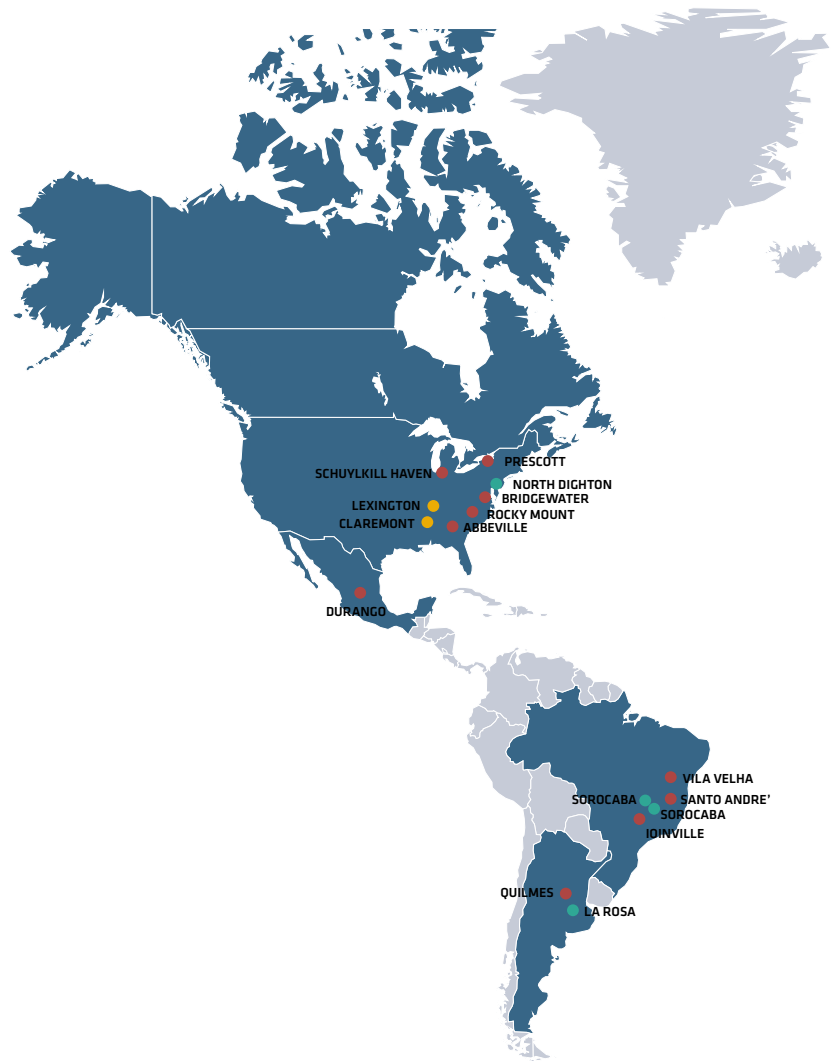 PRESCOTT
SCHUYLKILL HAVEN
NORTH DIGHTON
BRIDGEWATER
LEXINGTON
ROCKY MOUNT
CLAREMONT
ABBEVILLE
DURANGO
VILA VELHA
SOROCABA
SANTO ANDRE'
SOROCABA
IOINVILLE
QUILMES
LA ROSA